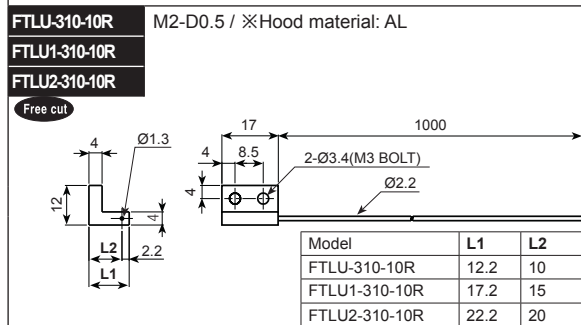 FTLU-310-10R M2-D0.5 / ※Hood material: AL
FTLU1-310-10R
FTLU2-310-10R
Free cut
17 1000
4 Ø1.3 4 8.5
2-Ø3.4(M3 BOLT)
12 4 4 Ø2.2
L2 2.2
L1
Model L1 L2
FTLU-310-10R 12.2 10
FTLU1-310-10R 17.2 15
FTLU2-310-10R 22.2 20